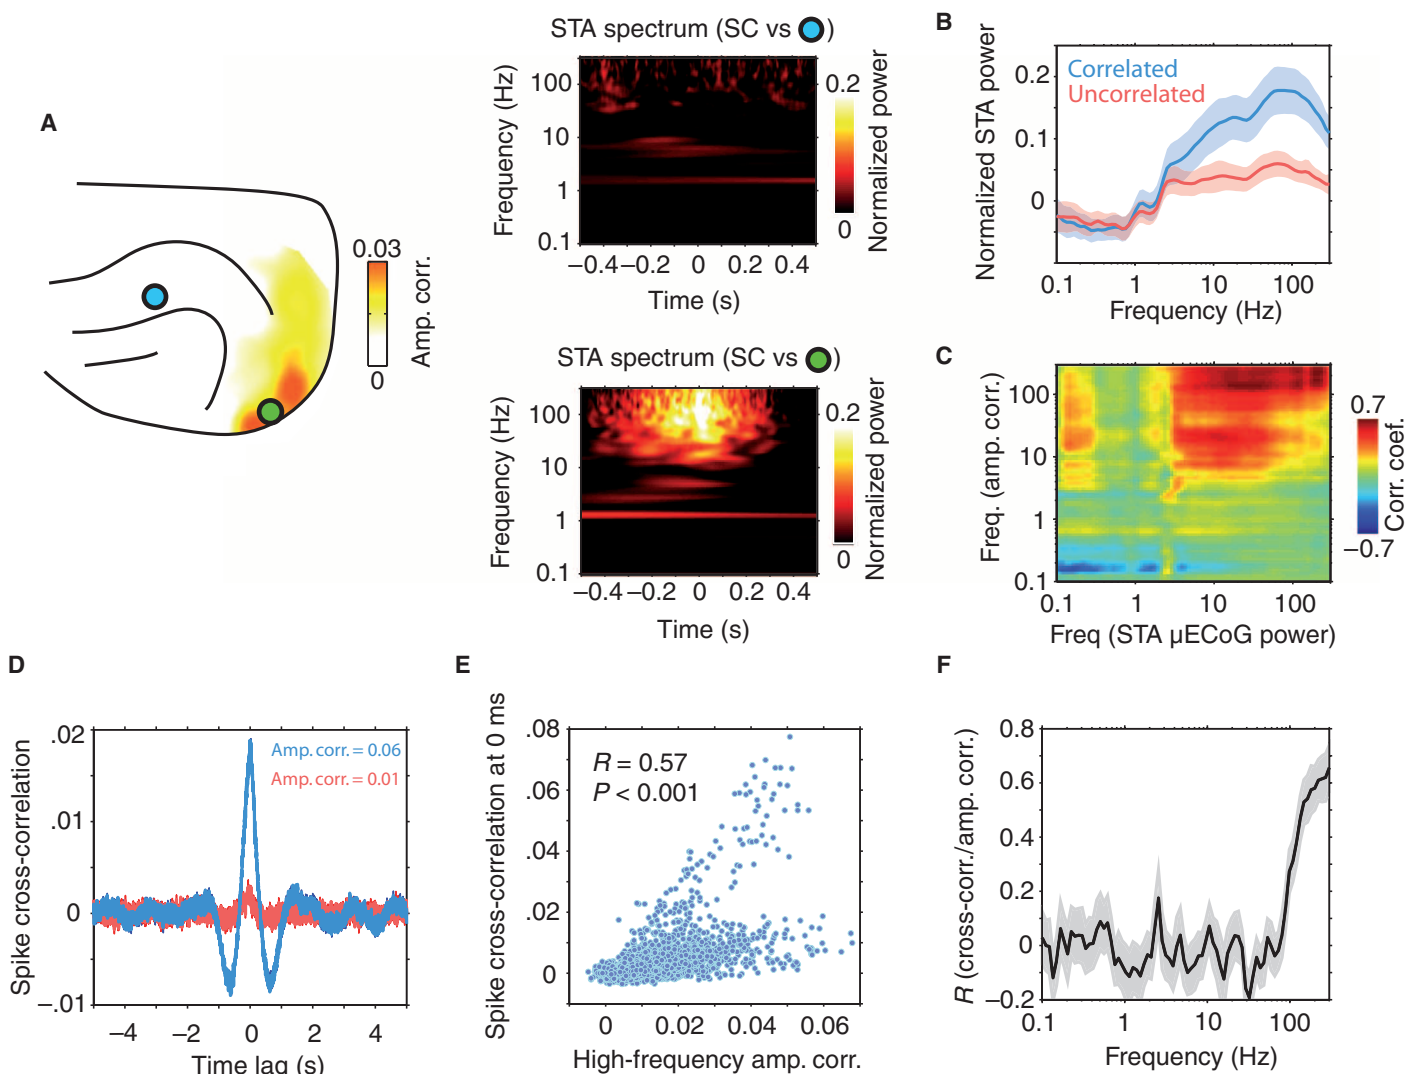 A
0.03
0
Amp. corr.
STA spectrum (SC vs )
Frequency (Hz)
100
10
1
0.1
−0.4 −0.2 0 0.2 0.4
Time (s)
0.2
0
Normalized power
STA spectrum (SC vs )
Frequency (Hz)
100
10
1
0.1
−0.4 −0.2 0 0.2 0.4
Time (s)
0.2
0
Normalized power
B
Normalized STA power
0.2
0.1
0
Correlated
Uncorrelated
0.1 1 10 100
Frequency (Hz)
C
Freq. (amp. corr.)
100
10
1
0.1
0.1 1 10 100
Freq (STA µECoG power)
0.7
−0.7
Corr. coef.
D
Spike cross-correlation
.02
.01
0
−.01
Amp. corr. = 0.06
Amp. corr. = 0.01
−4 −2 0 2 4
Time lag (s)
E
Spike cross-correlation at 0 ms
.08
.06
.04
.02
0
R = 0.57
P < 0.001
0 0.02 0.04 0.06
High-frequency amp. corr.
F
R (cross-corr./amp. corr.)
0.8
0.6
0.4
0.2
0
−0.2
0.1 1 10 100
Frequency (Hz)